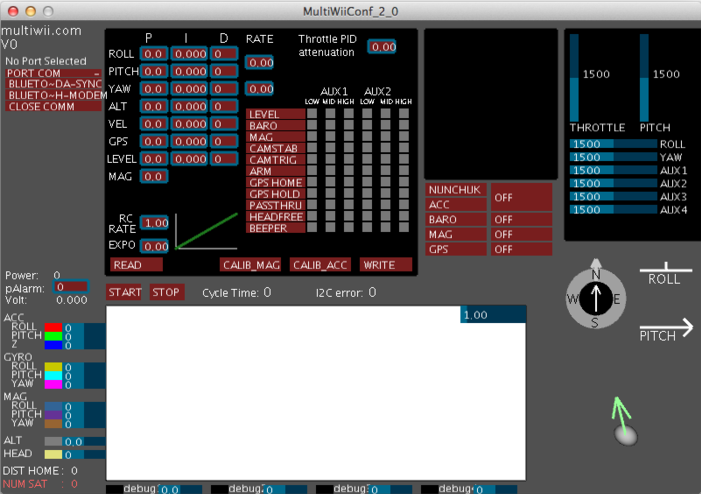 MultiWiiConf_2_0
multiwii.com
V0
No Port Selected
PORT COM –
BLUETO~DA-SYNC
BLUETO~H-MODEM
CLOSE COMM
P I D RATE
Throttle PID
attenuation 0.00
ROLL 0.0 0.000 0 0.00
PITCH 0.0 0.000 0
YAW 0.0 0.000 0 0.00
ALT 0.0 0.000 0
VEL 0.0 0.000 0
GPS 0.0 0.000 0
LEVEL 0.0 0.000 0
MAG 0.0
AUX1 AUX2
LOW MID HIGH LOW MID HIGH
LEVEL
BARO
MAG
CAMSTAB
CAMTRIG
ARM
GPS HOME
GPS HOLD
PASSTHRU
HEADFREE
BEEPER
RC
RATE 1.00
EXPO 0.00
READ CALIB_MAG CALIB_ACC WRITE
NUNCHUK
ACC OFF
BARO OFF
MAG OFF
GPS OFF
1500 1500
THROTTLE PITCH
1500 ROLL
1500 YAW
1500 AUX1
1500 AUX2
1500 AUX3
1500 AUX4
N
W E
S
ROLL
PITCH
Power: 0
pAlarm: 0
Volt: 0.000
START STOP Cycle Time: 0 I2C error: 0
1.00
ACC
ROLL 0
PITCH 0
Z 0
GYRO
ROLL 0
PITCH 0
YAW 0
MAG
ROLL 0
PITCH 0
YAW 0
ALT 0.0
HEAD 0
DIST HOME : 0
NUM SAT : 0
debug1 0.0 debug2 0 debug3 0 debug4 0